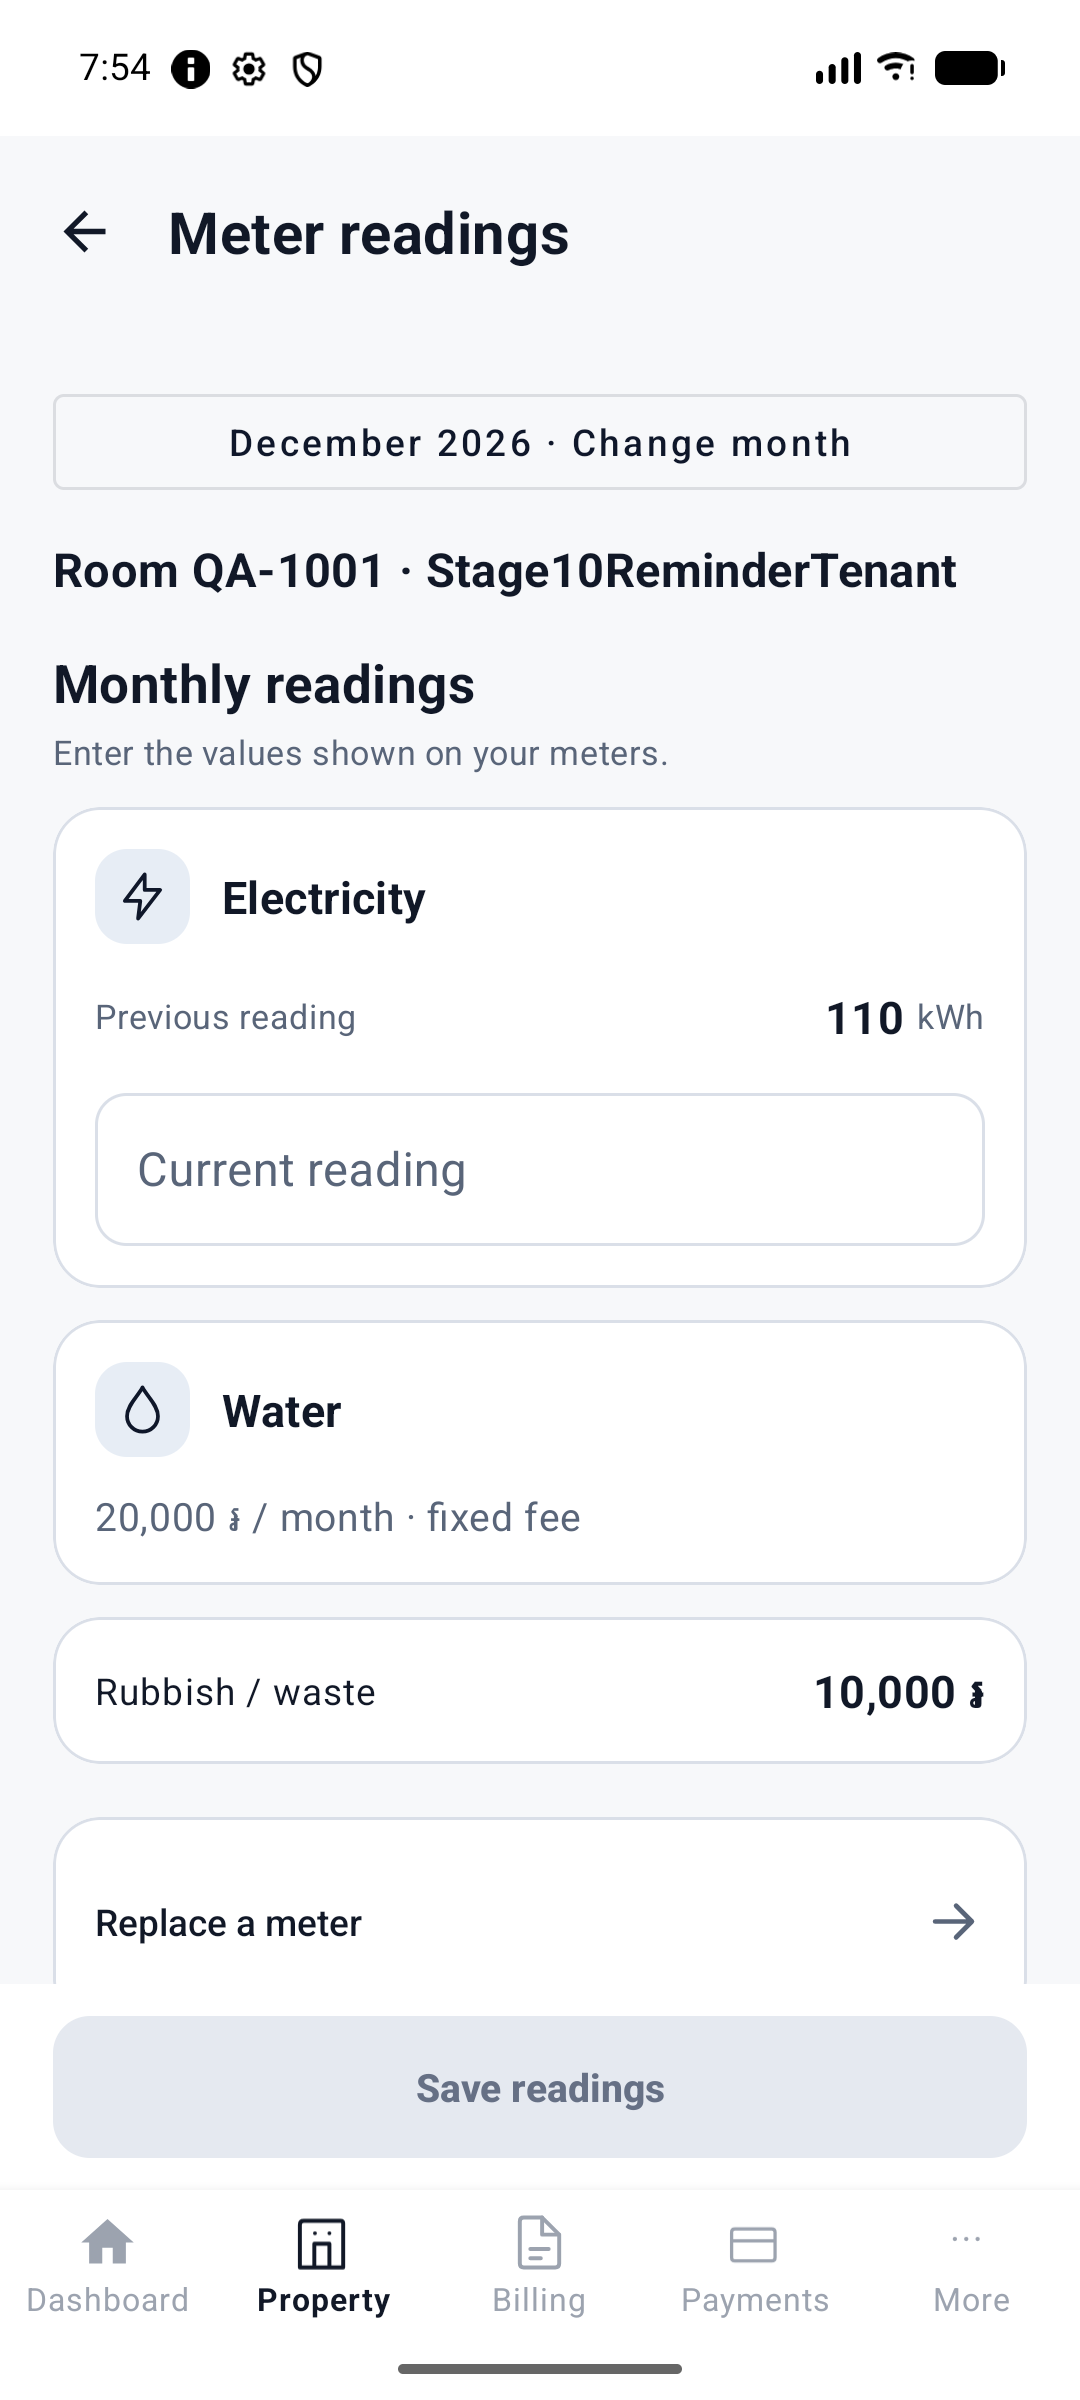 7:54
Meter readings
December 2026 · Change month
Room QA-1001 · Stage10ReminderTenant
Monthly readings
Enter the values shown on your meters.
Electricity
Previous reading 110 kWh
Current reading
Water
20,000 ៛ / month · fixed fee
Rubbish / waste 10,000 ៛
Replace a meter
Save readings
Dashboard Property Billing Payments More